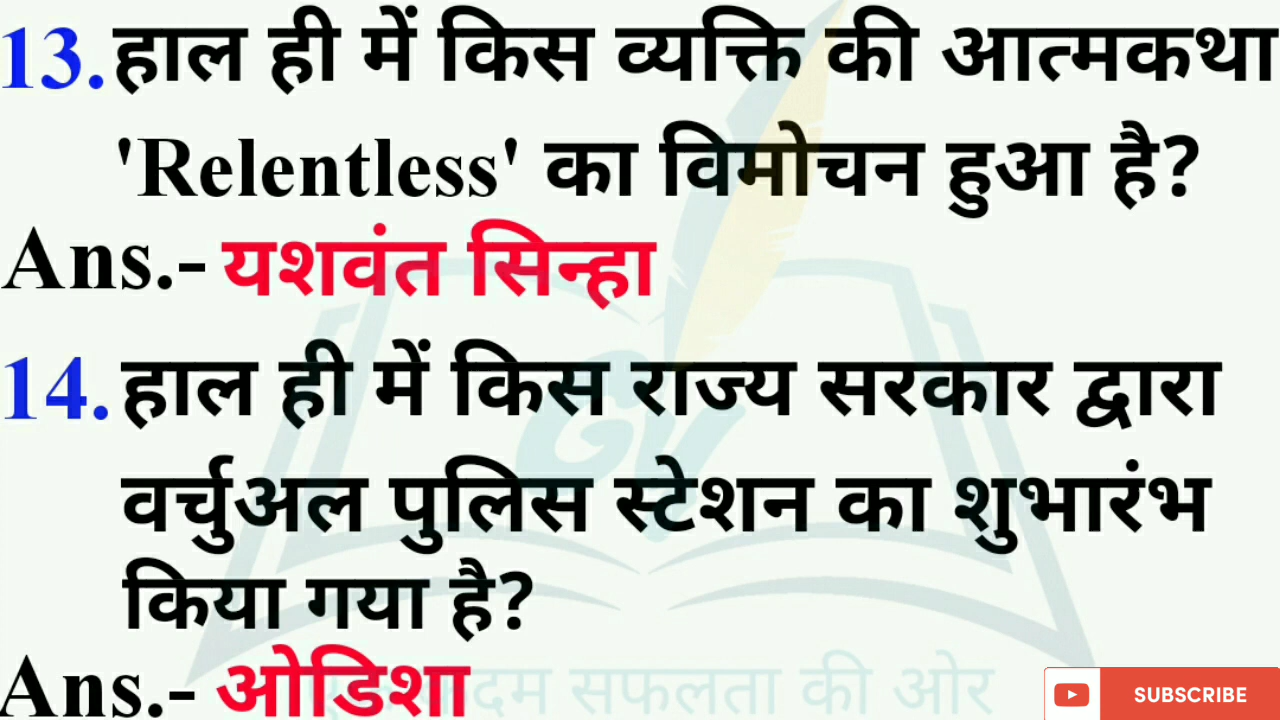 13. हाल ही में किस व्यक्ति की आत्मकथा
'Relentless' का विमोचन हुआ है?
Ans.- यशवंत सिन्हा
14. हाल ही में किस राज्य सरकार द्वारा
वर्चुअल पुलिस स्टेशन का शुभारंभ
किया गया है?
Ans.- ओडिशा
सफलता की ओर
SUBSCRIBE